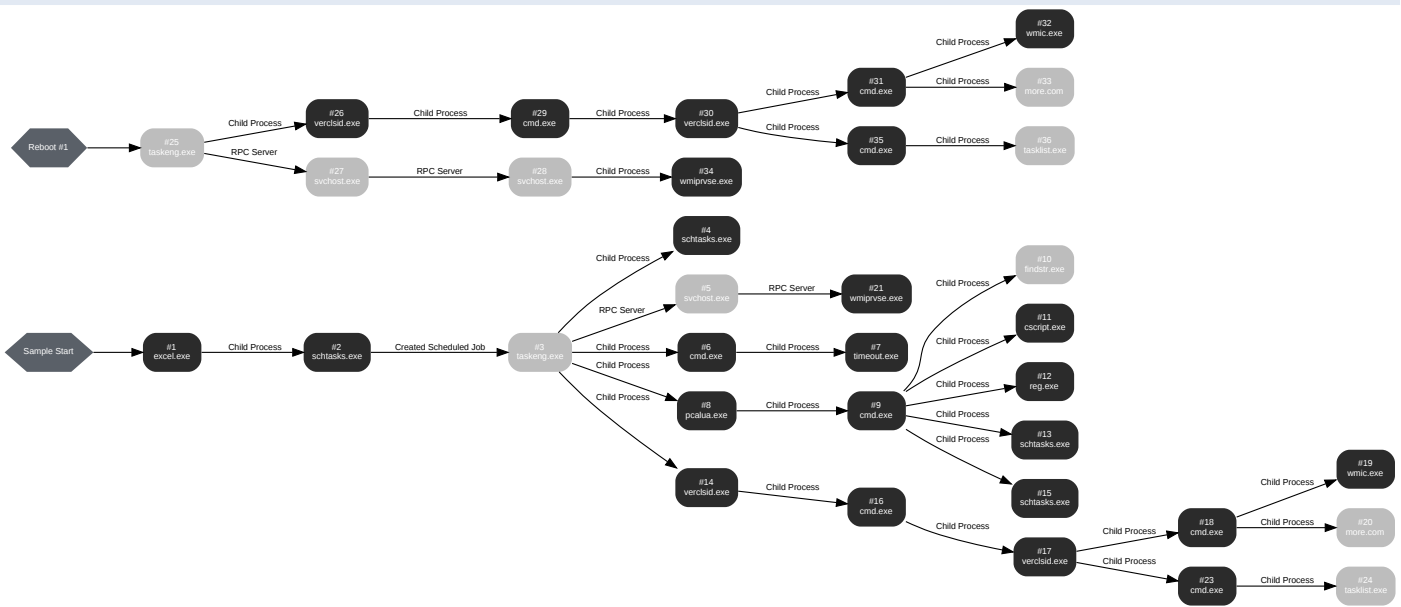 #32
wmic.exe
Child Process
#31
cmd.exe
Child Process
#33
more.com
Child Process
#26
verclsid.exe
Child Process
Child Process
#29
cmd.exe
Child Process
#30
verclsid.exe
Child Process
Reboot #1
#25
taskeng.exe
RPC Server
#35
cmd.exe
Child Process
#36
tasklist.exe
#27
svchost.exe
RPC Server
#28
svchost.exe
Child Process
#34
wmiprvse.exe
#4
schtasks.exe
Child Process
#5
svchost.exe
RPC Server
RPC Server
#21
wmiprvse.exe
Child Process
#10
findstr.exe
Child Process
#11
cscript.exe
Sample Start
#1
excel.exe
Child Process
#2
schtasks.exe
Created Scheduled Job
#3
taskeng.exe
Child Process
#6
cmd.exe
Child Process
#7
timeout.exe
Child Process
#8
pcalua.exe
Child Process
#9
cmd.exe
Child Process
#12
reg.exe
Child Process
#13
schtasks.exe
Child Process
#15
schtasks.exe
Child Process
#14
verclsid.exe
Child Process
#16
cmd.exe
Child Process
#17
verclsid.exe
Child Process
#18
cmd.exe
Child Process
#19
wmic.exe
Child Process
#20
more.com
Child Process
#23
cmd.exe
Child Process
#24
tasklist.exe